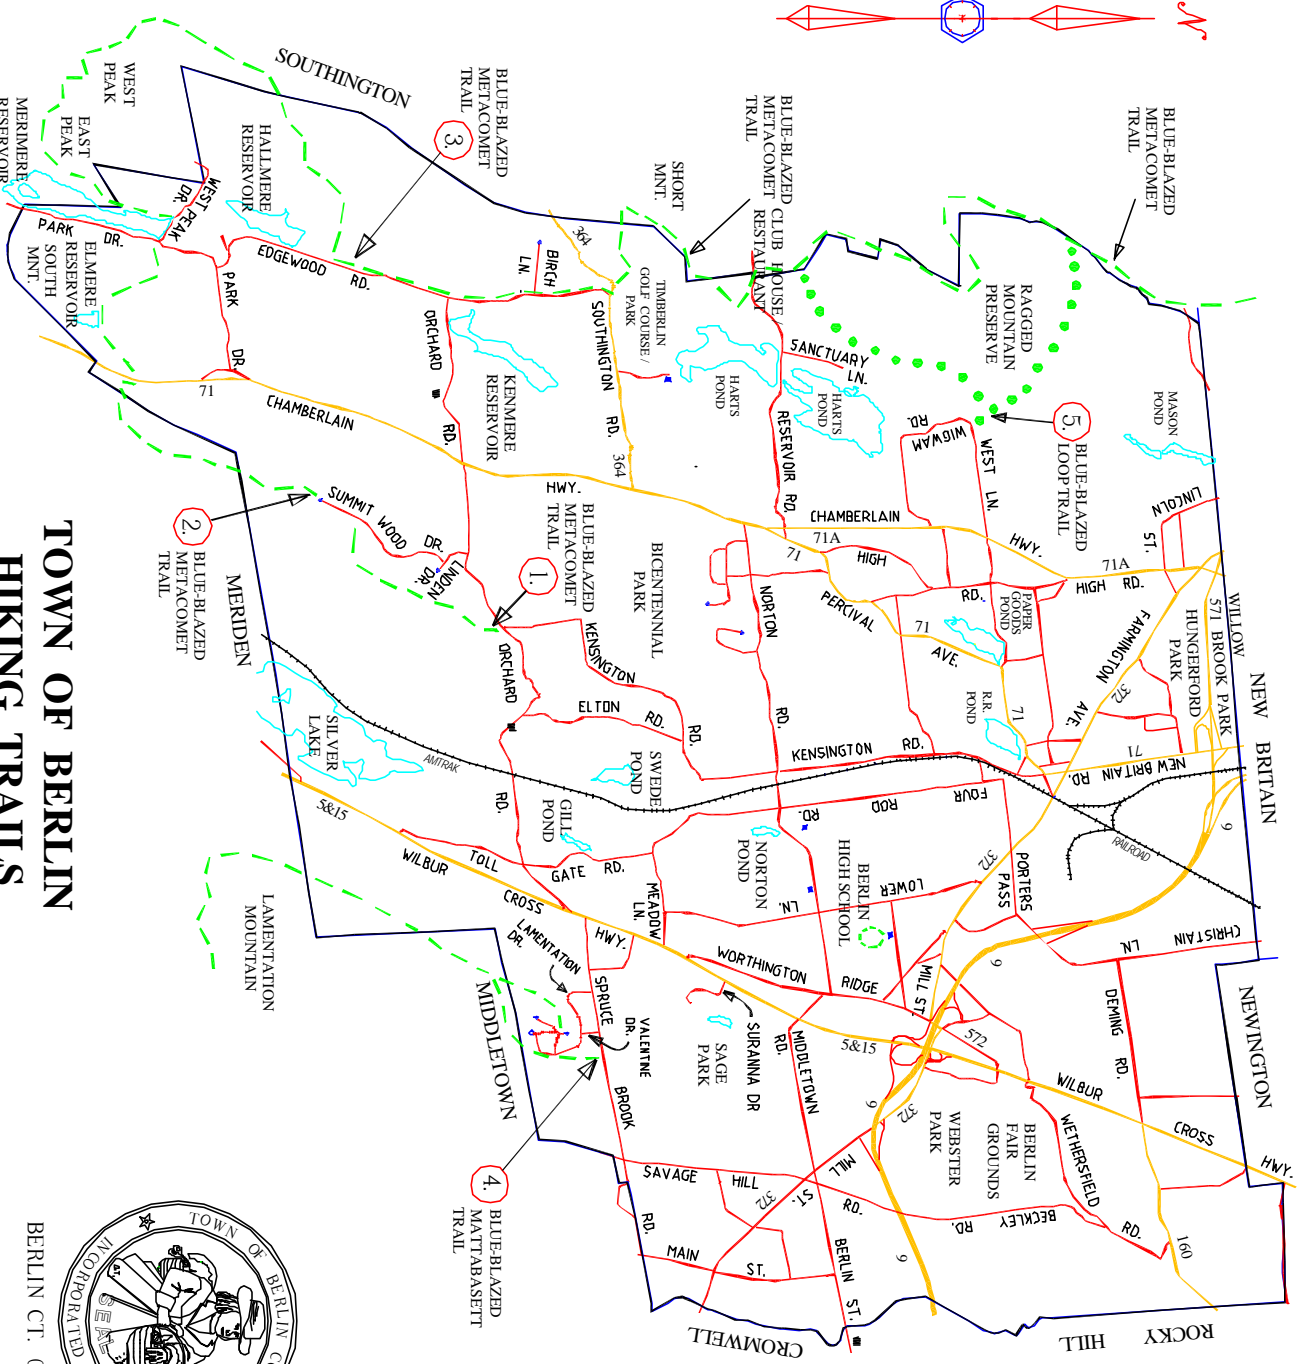 N
SOUTHINGTON
WEST
PEAK
EAST
PEAK
MERIMERE
RESERVOIR
HALLMERE
RESERVOIR
WEST PEAK
DR.
PARK
DR.
ELMERE
RESERVOIR
SOUTH
MNT.
EDGEWOOD
RD.
PARK
DR.
71
3.
BLUE-BLAZED
METACOMET
TRAIL
BLUE-BLAZED
METACOMET
TRAIL
BLUE-BLAZED
METACOMET
TRAIL
SHORT
MNT.
364
BIRCH
LN.
TIMBERLIN
GOLF COURSE /
PARK
CLUB HOUSE /
RESTAURANT
SOUTHINGTON
RD.
364
ORCHARD
RD.
KENMERE
RESERVOIR
HARTS
POND
HARTS
POND
SANCTUARY
LN.
RESERVOIR
RD.
RAGGED
MOUNTAIN
PRESERVE
5.
BLUE-BLAZED
LOOP TRAIL
MASON
POND
WIGWAM
RD.
WEST
LN.
LINCOLN
ST.
CHAMBERLAIN
HWY.
CHAMBERLAIN
HWY.
71A
71A
71
HIGH
RD.
HIGH
RD.
PERCIVAL
AVE.
71
71
PAPER
GOODS
POND
R.R.
POND
FARMINGTON
AVE.
372
WILLOW
571 BROOK PARK
HUNGERFORD
PARK
NEW BRITAIN
71
NEW BRITAIN
RD.
9
2.
BLUE-BLAZED
METACOMET
TRAIL
SUMMIT
WOOD
DR.
LINDEN
DR.
1.
BLUE-BLAZED
METACOMET
TRAIL
BICENTENNIAL
PARK
NORTON
RD.
ORCHARD
RD.
KENSINGTON
RD.
ELTON
RD.
KENSINGTON
RD.
MERIDEN
SILVER
LAKE
AMTRAK
SWEDE
POND
GILL
POND
5&15
WILBUR
CROSS
HWY.
TOLL
GATE
RD.
MEADOW
LN.
NORTON
POND
FOUR
ROD
RD.
LOWER
LN.
BERLIN
HIGH SCHOOL
PORTERS
PASS
372
RAILROAD
CHRISTAIN
LN
NEWINGTON
DEMING
RD.
9
WORTHINGTON
RIDGE
MILL ST.
572
LAMENTATION
MOUNTAIN
LAMENTATION
DR.
SPRUCE
BROOK
RD.
VALENTINE
DR.
SURANNA DR
SAGE
PARK
MIDDLETOWN
RD.
5&15
MIDDLETOWN
4.
BLUE-BLAZED
MATTABASETT
TRAIL
WILBUR
CROSS
HWY.
9
372
WEBSTER
PARK
BERLIN
FAIR
GROUNDS
WETHERSFIELD
RD.
BECKLEY
RD.
160
SAVAGE
HILL
RD.
MILL
ST.
372
MAIN
ST.
BERLIN
ST.
9
CROMWELL
ROCKY HILL
TOWN OF BERLIN
HIKING TRAILS
TOWN OF BERLIN
INCORPORATED
SEAL
BERLIN CT.